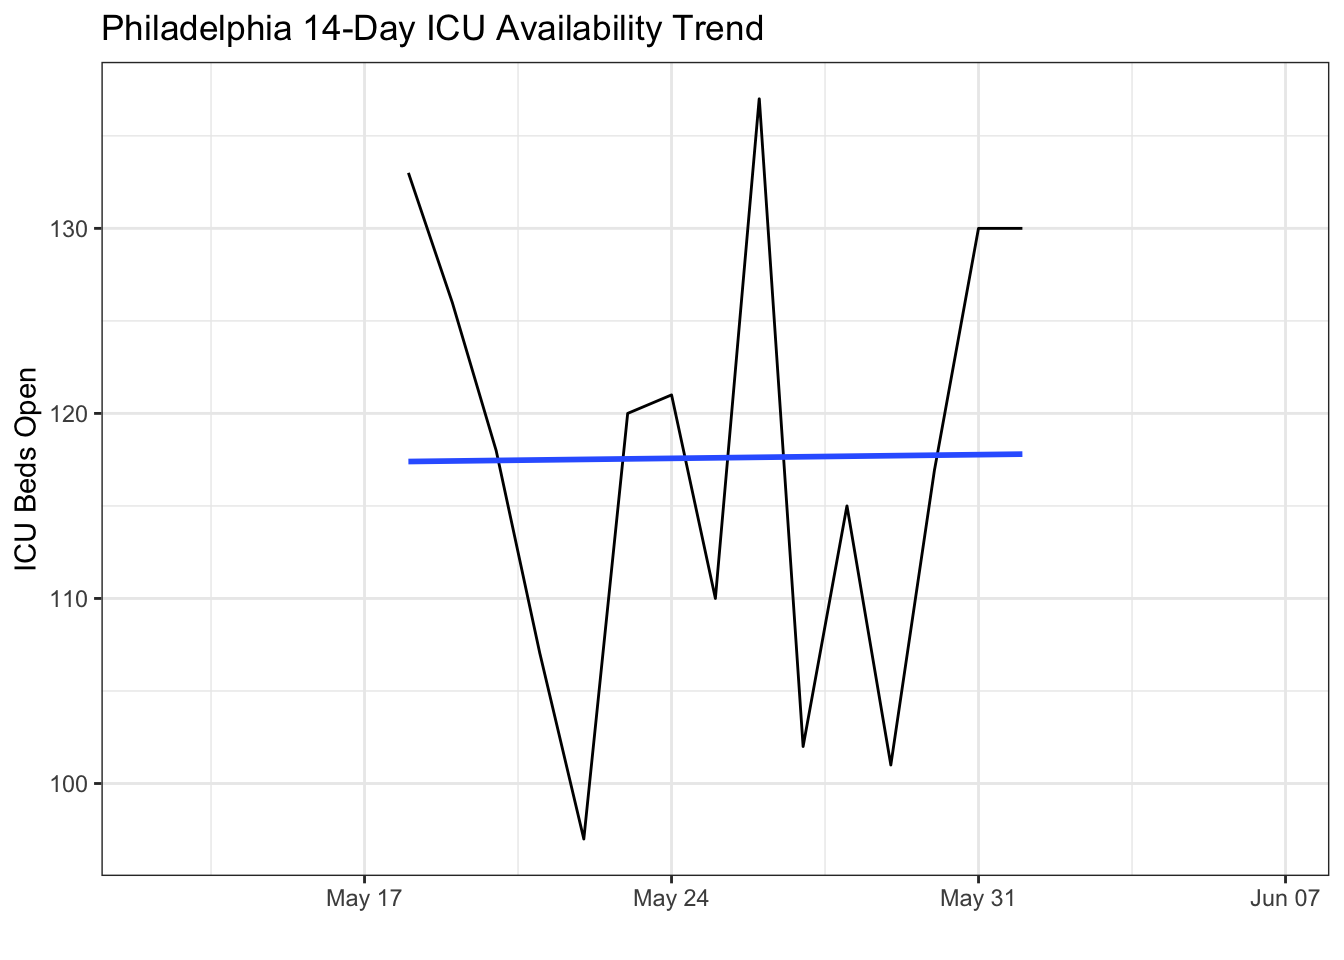 Philadelphia 14-Day ICU Availability Trend
ICU Beds Open
130
120
110
100
May 17
May 24
May 31
Jun 07